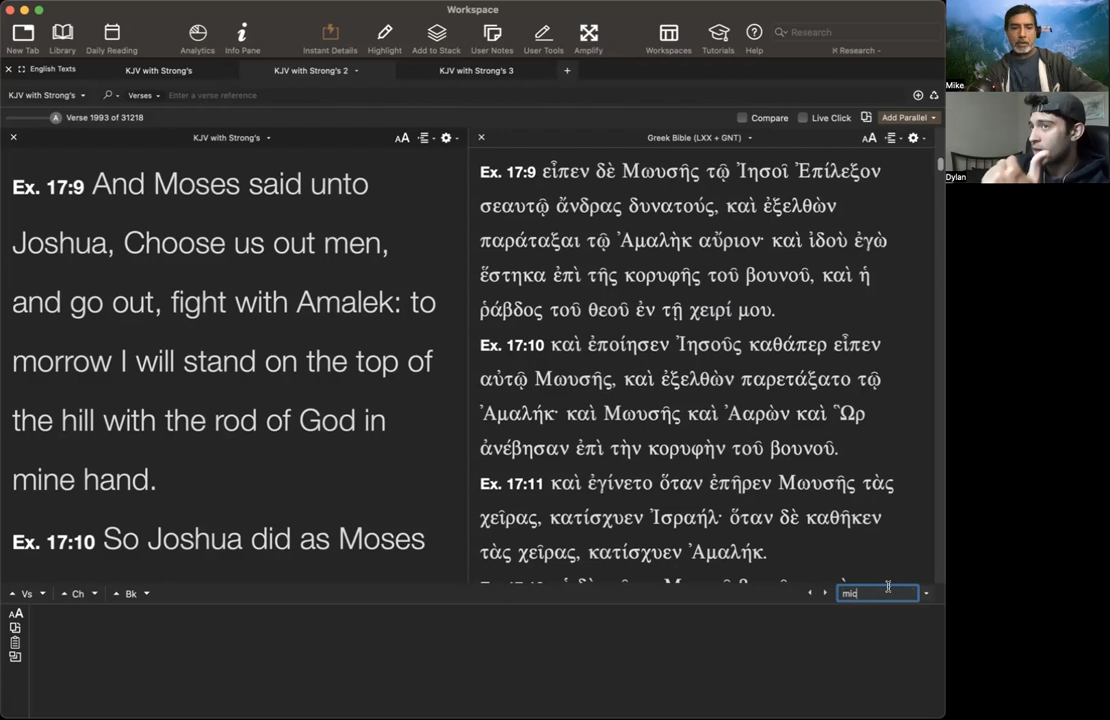 Workspace
New Tab
Library
Daily Reading
Analytics
Info Pane
Instant Details
Highlight
Add to Stack
User Notes
User Tools
Amplify
Workspaces
Tutorials
Help
Research
Research
English Texts
KJV with Strong's
KJV with Strong's 2
KJV with Strong's 3
KJV with Strong's
Verses
Enter a verse reference
Verse 1993 of 31218
Compare
Live Click
Add Parallel
KJV with Strong's
Ex. 17:9 And Moses said unto
Joshua, Choose us out men,
and go out, fight with Amalek: to
morrow I will stand on the top of
the hill with the rod of God in
mine hand.
Ex. 17:10 So Joshua did as Moses
Greek Bible (LXX + GNT)
Ex. 17:9 εἶπεν δὲ Μωυσῆς τῷ Ἰησοῖ Ἐπίλεξον
σεαυτῷ ἄνδρας δυνατούς, καὶ ἐξελθὼν
παράταξαι τῷ Ἀμαλὴκ αὔριον· καὶ ἰδοὺ ἐγὼ
ἕστηκα ἐπὶ τῆς κορυφῆς τοῦ βουνοῦ, καὶ ἡ
ῥάβδος τοῦ θεοῦ ἐν τῇ χειρί μου.
Ex. 17:10 καὶ ἐποίησεν Ἰησοῦς καθάπερ εἶπεν
αὐτῷ Μωυσῆς, καὶ ἐξελθὼν παρετάξατο τῷ
Ἀμαλήκ· καὶ Μωυσῆς καὶ Ἀαρὼν καὶ Ὢρ
ἀνέβησαν ἐπὶ τὴν κορυφὴν τοῦ βουνοῦ.
Ex. 17:11 καὶ ἐγίνετο ὅταν ἐπῆρεν Μωυσῆς τὰς
χεῖρας, κατίσχυεν Ἰσραήλ· ὅταν δὲ καθῆκεν
τὰς χεῖρας, κατίσχυεν Ἀμαλήκ.
Vs
Ch
Bk
mic
Mike
Dylan